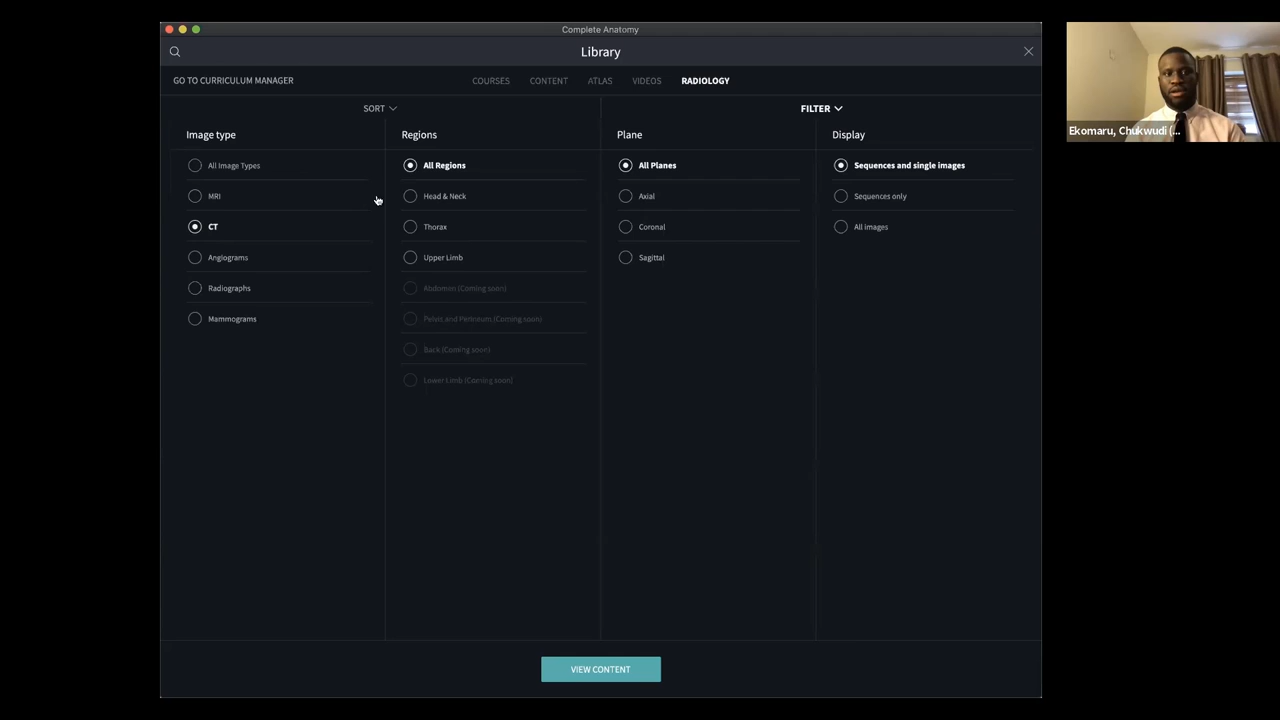 Complete Anatomy
Library
GO TO CURRICULUM MANAGER
COURSES
CONTENT
ATLAS
VIDEOS
RADIOLOGY
SORT
FILTER
Image type
All Image Types
MRI
CT
Angiograms
Radiographs
Mammograms
Regions
All Regions
Head & Neck
Thorax
Upper Limb
Abdomen (Coming soon)
Pelvis and Perineum (Coming soon)
Back (Coming soon)
Lower Limb (Coming soon)
Plane
All Planes
Axial
Coronal
Sagittal
Display
Sequences and single images
Sequences only
All images
VIEW CONTENT
Ekomaru, Chukwudi (...